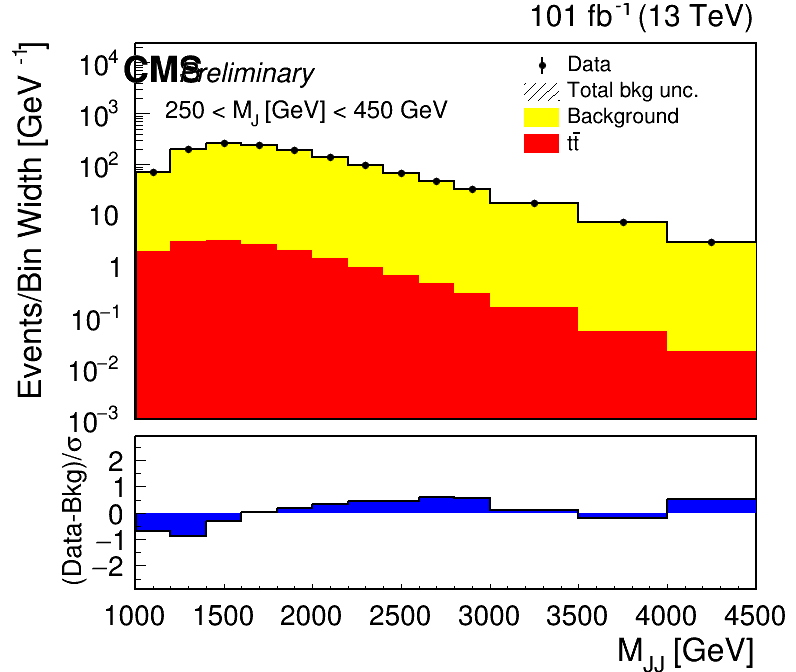 101 fb⁻¹ (13 TeV)
CMS Preliminary
250 < M_J [GeV] < 450 GeV
Data
Total bkg unc.
Background
tt̄
Events/Bin Width [GeV⁻¹]
10⁴
10³
10²
10
1
10⁻¹
10⁻²
10⁻³
(Data-Bkg)/σ
2
1
0
−1
−2
1000 1500 2000 2500 3000 3500 4000 4500
M_JJ [GeV]